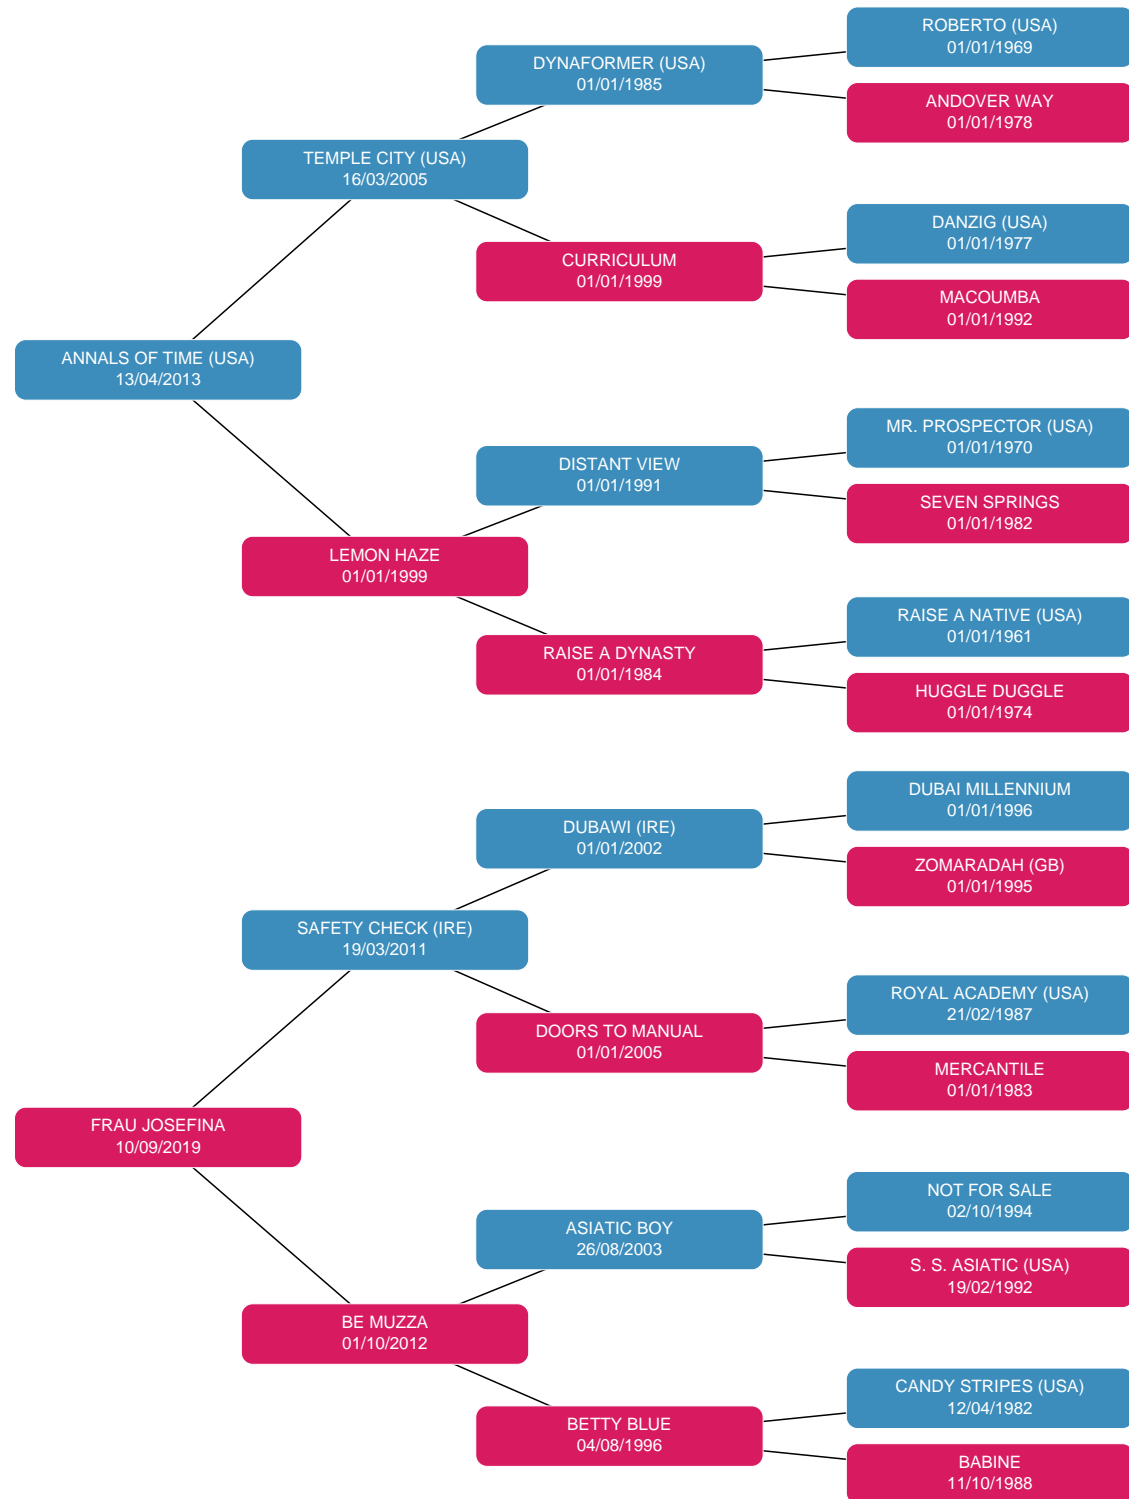 ROBERTO (USA)
01/01/1969
DYNAFORMER (USA)
01/01/1985
ANDOVER WAY
01/01/1978
TEMPLE CITY (USA)
16/03/2005
DANZIG (USA)
01/01/1977
CURRICULUM
01/01/1999
MACOUMBA
01/01/1992
ANNALS OF TIME (USA)
13/04/2013
MR. PROSPECTOR (USA)
01/01/1970
DISTANT VIEW
01/01/1991
SEVEN SPRINGS
01/01/1982
LEMON HAZE
01/01/1999
RAISE A NATIVE (USA)
01/01/1961
RAISE A DYNASTY
01/01/1984
HUGGLE DUGGLE
01/01/1974
DUBAI MILLENNIUM
01/01/1996
DUBAWI (IRE)
01/01/2002
ZOMARADAH (GB)
01/01/1995
SAFETY CHECK (IRE)
19/03/2011
ROYAL ACADEMY (USA)
21/02/1987
DOORS TO MANUAL
01/01/2005
MERCANTILE
01/01/1983
FRAU JOSEFINA
10/09/2019
NOT FOR SALE
02/10/1994
ASIATIC BOY
26/08/2003
S. S. ASIATIC (USA)
19/02/1992
BE MUZZA
01/10/2012
CANDY STRIPES (USA)
12/04/1982
BETTY BLUE
04/08/1996
BABINE
11/10/1988